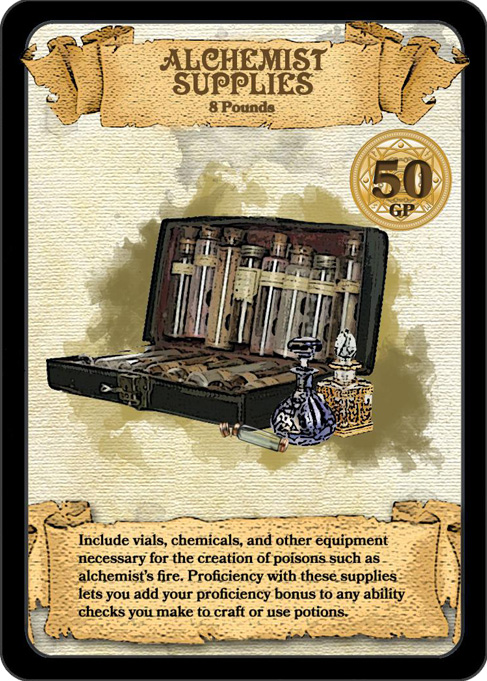 ALCHEMIST
SUPPLIES
8 Pounds
50
GP
Include vials, chemicals, and other equipment
necessary for the creation of poisons such as
alchemist's fire. Proficiency with these supplies
lets you add your proficiency bonus to any ability
checks you make to craft or use potions.